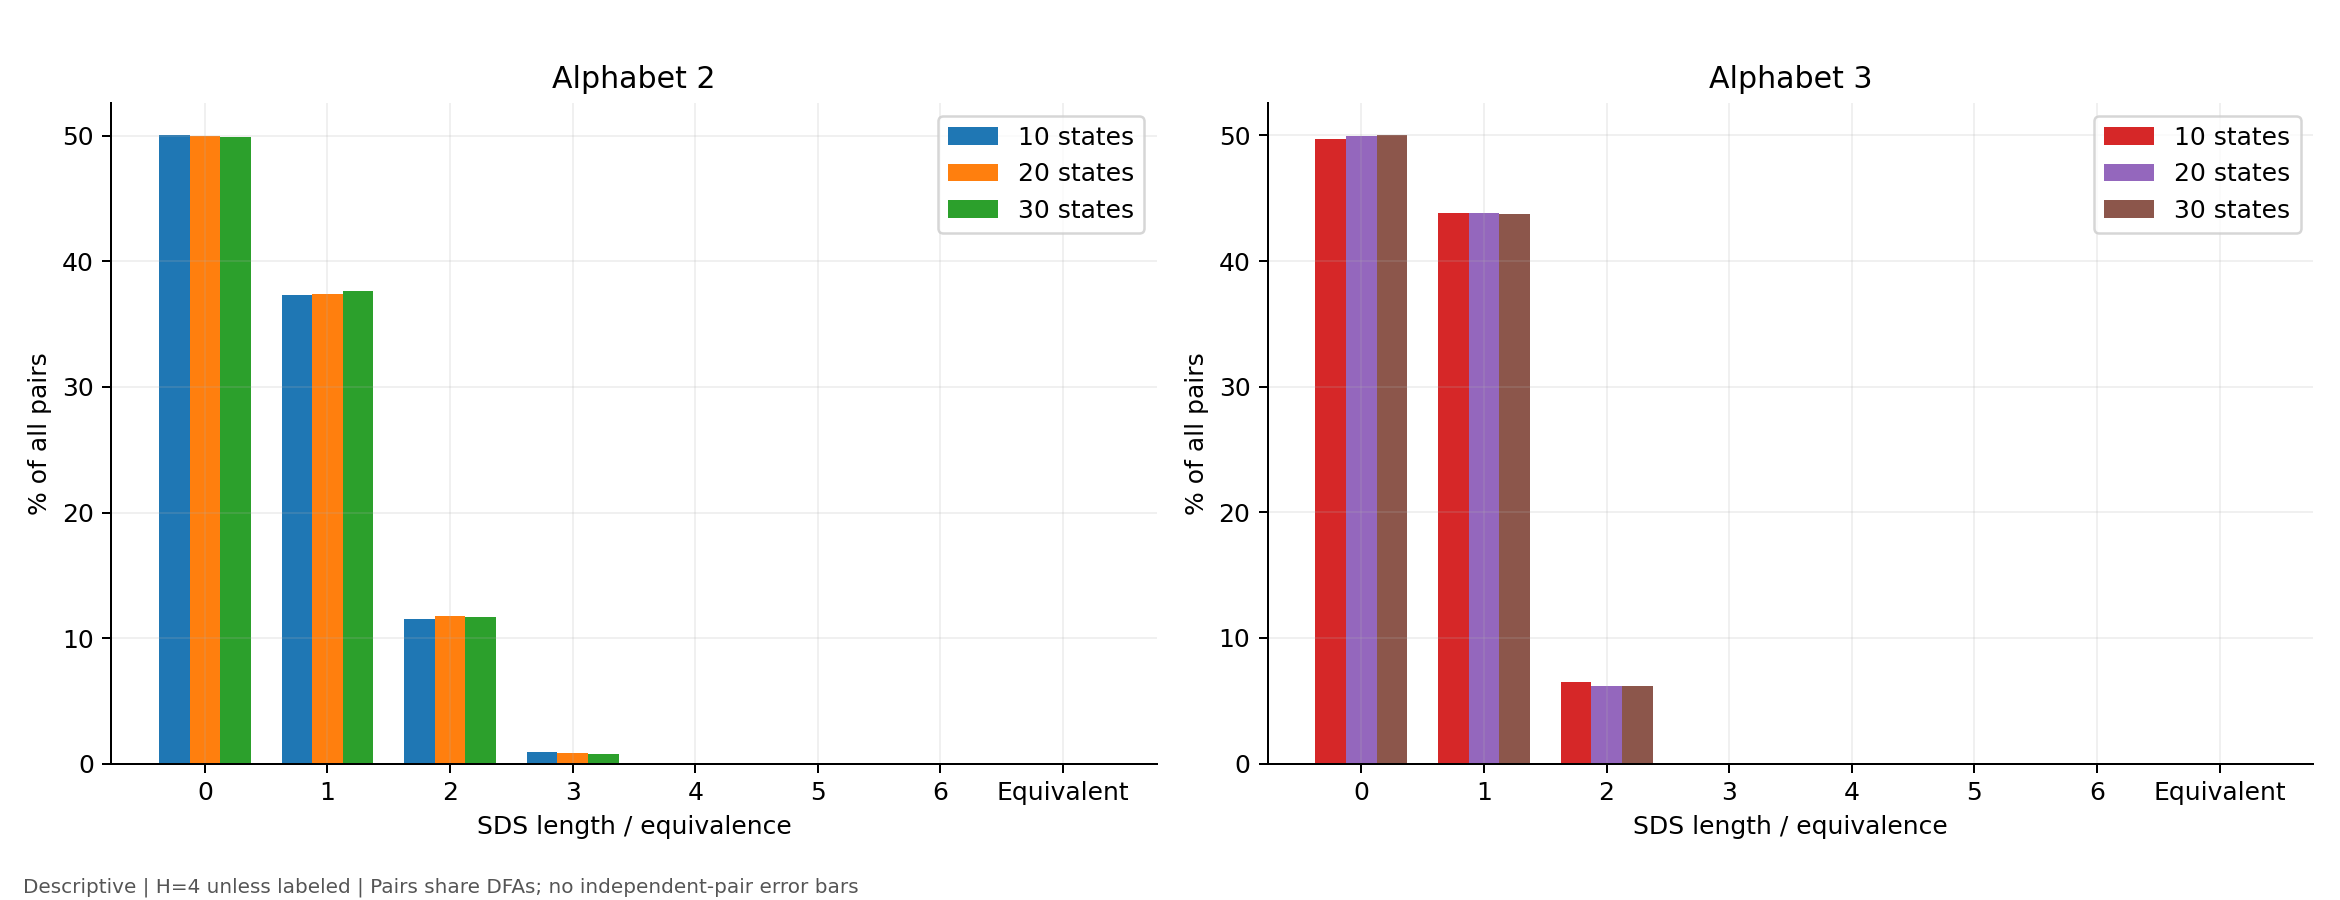 Alphabet 2
50
40
30
20
10
0
% of all pairs
10 states
20 states
30 states
0 1 2 3 4 5 6 Equivalent
SDS length / equivalence
Alphabet 3
50
40
30
20
10
0
% of all pairs
10 states
20 states
30 states
0 1 2 3 4 5 6 Equivalent
SDS length / equivalence
Descriptive | H=4 unless labeled | Pairs share DFAs; no independent-pair error bars